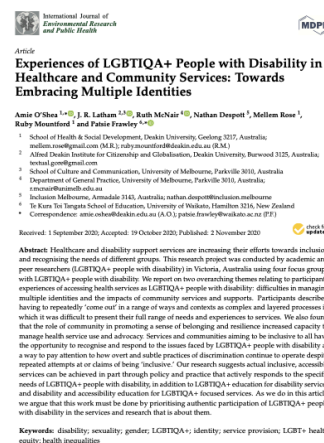 International Journal of
Environmental Research
and Public Health
MDPI
Article
Experiences of LGBTIQA+ People with Disability in
Healthcare and Community Services: Towards
Embracing Multiple Identities
Amie O'Shea 1,*, J. R. Latham 2,3, Ruth McNair 4, Nathan Despott 5, Mellem Rose 1,
Ruby Mountford 1 and Patsie Frawley 6,*
1 School of Health & Social Development, Deakin University, Geelong 3217, Australia;
mellem.rose@gmail.com (M.R.); ruby.mountford@deakin.edu.au (R.M.)
2 Alfred Deakin Institute for Citizenship and Globalisation, Deakin University, Burwood 3125, Australia;
textual.gore@gmail.com
3 School of Culture and Communication, University of Melbourne, Parkville 3010, Australia
4 Department of General Practice, University of Melbourne, Parkville 3010, Australia;
r.mcnair@unimelb.edu.au
5 Inclusion Melbourne, Armadale 3143, Australia; nathan.despott@inclusion.melbourne
6 Te Kura Toi Tangata School of Education, University of Waikato, Hamilton 3216, New Zealand
* Correspondence: amie.oshea@deakin.edu.au (A.O.); patsie.frawley@waikato.ac.nz (P.F.)
Received: 1 September 2020; Accepted: 19 October 2020; Published: 2 November 2020
check f
updates
Abstract: Healthcare and disability support services are increasing their efforts towards inclusion
and recognising the needs of different groups. This research project was conducted by academic an
peer researchers (LGBTIQA+ people with disability) in Victoria, Australia using four focus group
with LGBTIQA+ people with disability. We report on two overarching themes relating to participan
experiences of accessing health services as LGBTIQA+ people with disability: difficulties in managin
multiple identities and the impacts of community services and supports. Participants describe
having to repeatedly 'come out' in a range of ways and contexts as complex and layered processes i
which it was difficult to present their full range of needs and experiences to services. We also foun
that the role of community in promoting a sense of belonging and resilience increased capacity t
manage health service use and advocacy. Services and communities aiming to be inclusive to all hav
the opportunity to recognise and respond to the issues faced by LGBTIQA+ people with disability a
a way to pay attention to how overt and subtle practices of discrimination continue to operate despi
repeated attempts at or claims of being 'inclusive.' Our research suggests actual inclusive, accessib
services can be achieved in part through policy and practice that actively responds to the specif
needs of LGBTIQA+ people with disability, in addition to LGBTIQA+ education for disability servic
and disability and accessibility education for LGBTIQA+ focused services. As we do in this articl
we argue that this work must be done by prioritising authentic participation of LGBTIQA+ peop
with disability in the services and research that is about them.
Keywords: disability; sexuality; gender; LGBTIQA+; identity; service provision; LGBT+ healt
equity; health inequalities